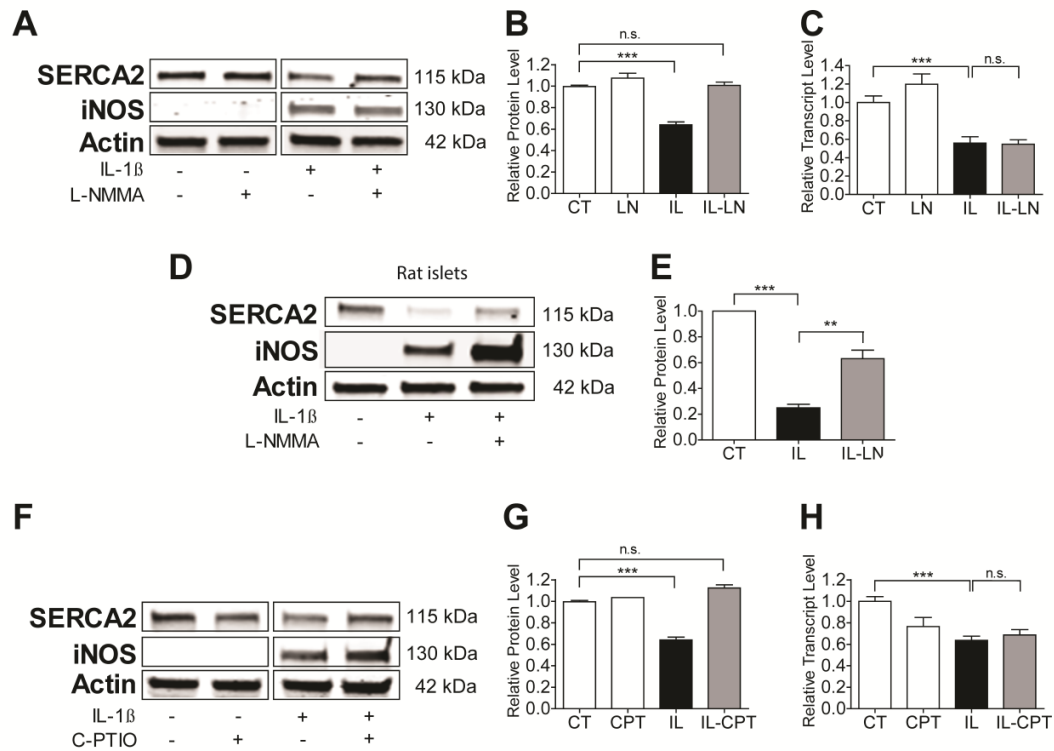 A
SERCA2
115 kDa
iNOS
130 kDa
Actin
42 kDa
IL-1ß - - + +
L-NMMA - + - +
B
n.s.
***
Relative Protein Level
1.2
1.0
0.8
0.6
0.4
0.2
0.0
CT LN IL IL-LN
C
*** n.s.
Relative Transcript Level
1.4
1.2
1.0
0.8
0.6
0.4
0.2
0
CT LN IL IL-LN
D
Rat islets
SERCA2
115 kDa
iNOS
130 kDa
Actin
42 kDa
IL-1ß - + +
L-NMMA - - +
E
***
**
Relative Protein Level
1.0
0.8
0.6
0.4
0.2
0.0
CT IL IL-LN
F
SERCA2
115 kDa
iNOS
130 kDa
Actin
42 kDa
IL-1ß - - + +
C-PTIO - + - +
G
n.s.
***
Relative Protein Level
1.2
1.0
0.8
0.6
0.4
0.2
0.0
CT CPT IL IL-CPT
H
*** n.s.
Relative Transcript Level
1.2
1.0
0.8
0.6
0.4
0.2
0.0
CT CPT IL IL-CPT